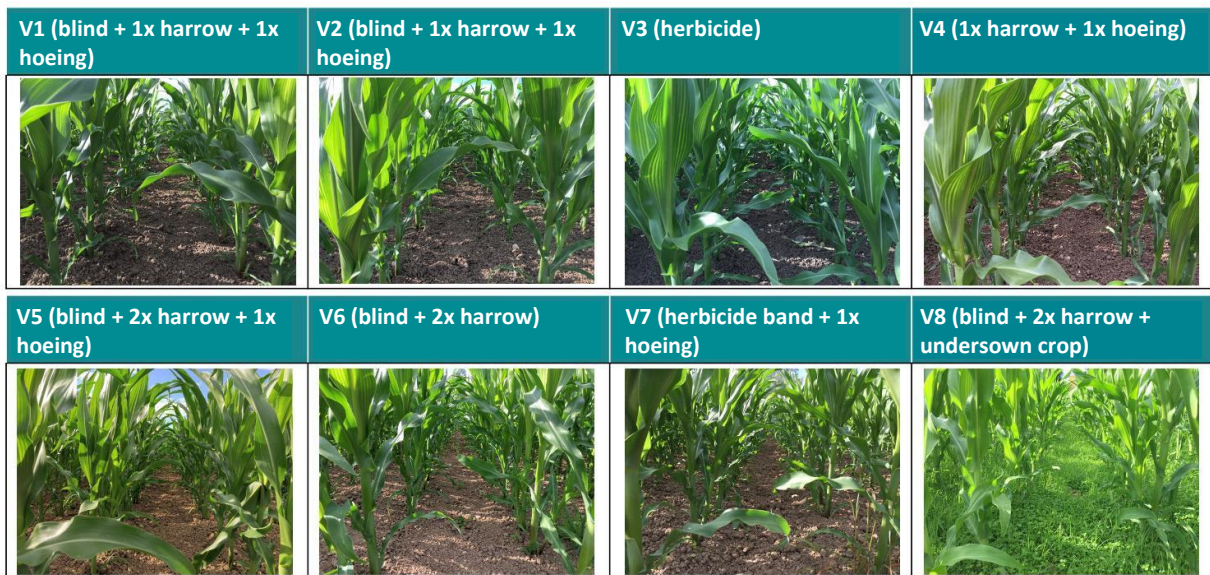 V1 (blind + 1x harrow + 1x
hoeing)
V2 (blind + 1x harrow + 1x
hoeing)
V3 (herbicide)
V4 (1x harrow + 1x hoeing)
V5 (blind + 2x harrow + 1x
hoeing)
V6 (blind + 2x harrow)
V7 (herbicide band + 1x
hoeing)
V8 (blind + 2x harrow +
undersown crop)